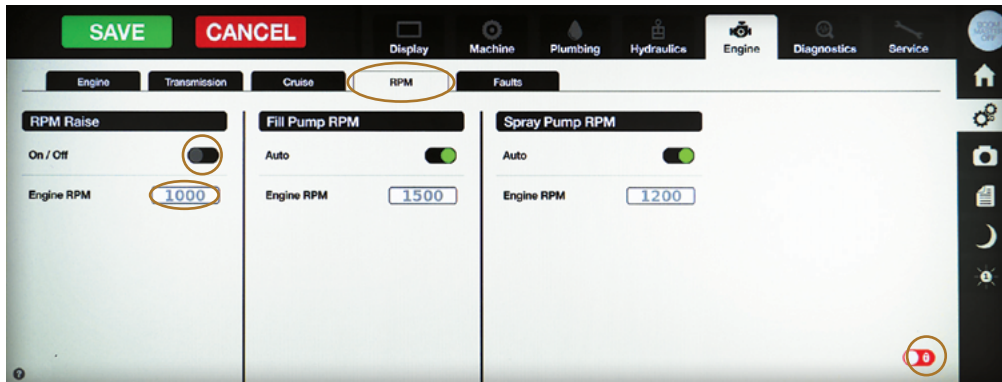 SAVE CANCEL
Display Machine Plumbing Hydraulics Engine Diagnostics Service
Engine Transmission Cruise RPM Faults
RPM Raise Fill Pump RPM Spray Pump RPM
On / Off Auto Auto
Engine RPM 1000 Engine RPM 1500 Engine RPM 1200
1
?